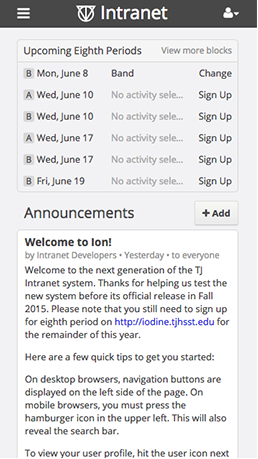 Intranet
Upcoming Eighth Periods View more blocks
B Mon, June 8 Band Change
A Wed, June 10 No activity sele... Sign Up
B Wed, June 10 No activity sele... Sign Up
A Wed, June 17 No activity sele... Sign Up
B Wed, June 17 No activity sele... Sign Up
B Fri, June 19 No activity sele... Sign Up
Announcements + Add
Welcome to Ion!
by Intranet Developers • Yesterday • to everyone
Welcome to the next generation of the TJ
Intranet system. Thanks for helping us test the
new system before its official release in Fall
2015. Please note that you still need to sign up
for eighth period on http://iodine.tjhsst.edu for
the remainder of this year.
Here are a few quick tips to get you started:
On desktop browsers, navigation buttons are
displayed on the left side of the page. On
mobile browsers, you must press the
hamburger icon in the upper left. This will also
reveal the search bar.
To view your user profile, hit the user icon next